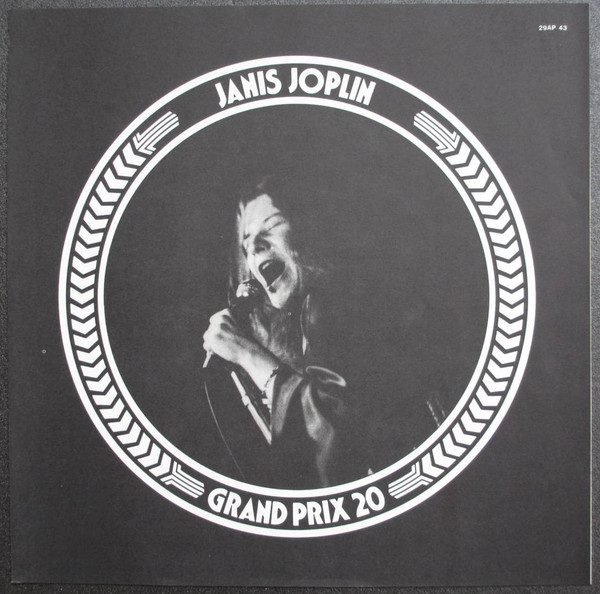 29AP 43
JANIS JOPLIN
GRAND PRIX 20